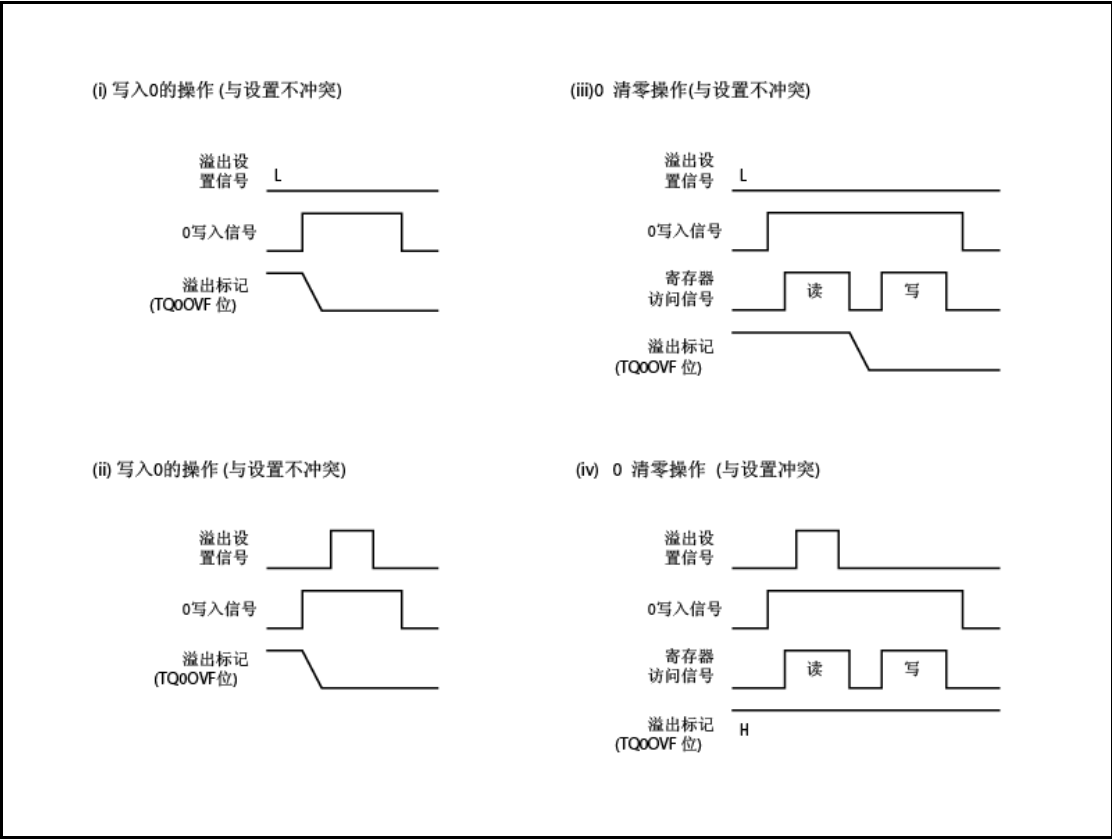 (i) 写入0的操作 (与设置不冲突)
溢出设
置信号
L
0写入信号
溢出标记
(TQ0OVF 位)
(iii)0 清零操作(与设置不冲突)
溢出设
置信号
L
0写入信号
寄存器
访问信号
读
写
溢出标记
(TQ0OVF 位)
(ii) 写入0的操作 (与设置不冲突)
溢出设
置信号
0写入信号
溢出标记
(TQ0OVF位)
(iv) 0 清零操作 (与设置冲突)
溢出设
置信号
0写入信号
寄存器
访问信号
读
写
溢出标记
(TQ0OVF 位)
H